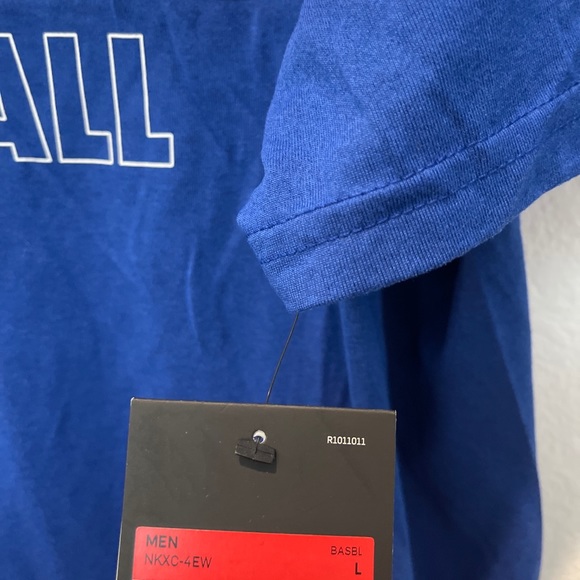 ALL
R1011011
MEN BASBL
NKXC-4EW L